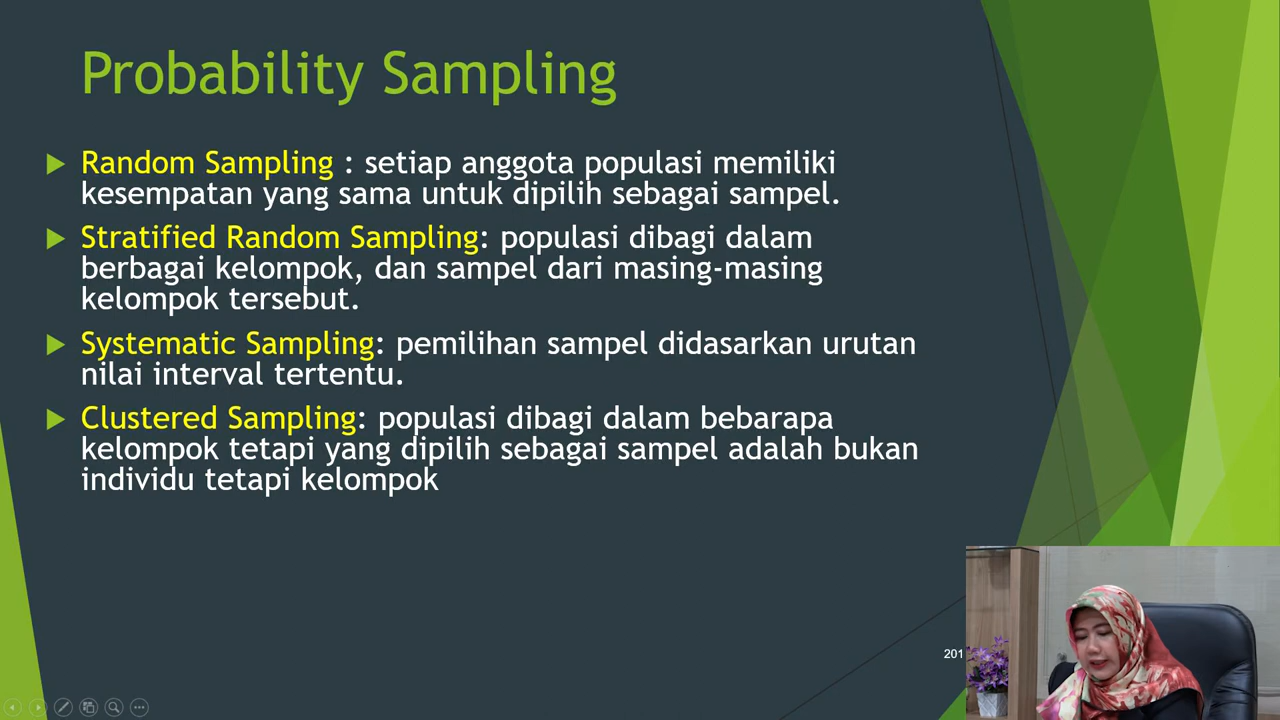 Probability Sampling
Random Sampling : setiap anggota populasi memiliki
kesempatan yang sama untuk dipilih sebagai sampel.
Stratified Random Sampling: populasi dibagi dalam
berbagai kelompok, dan sampel dari masing-masing
kelompok tersebut.
Systematic Sampling: pemilihan sampel didasarkan urutan
nilai interval tertentu.
Clustered Sampling: populasi dibagi dalam bebarapa
kelompok tetapi yang dipilih sebagai sampel adalah bukan
individu tetapi kelompok
201